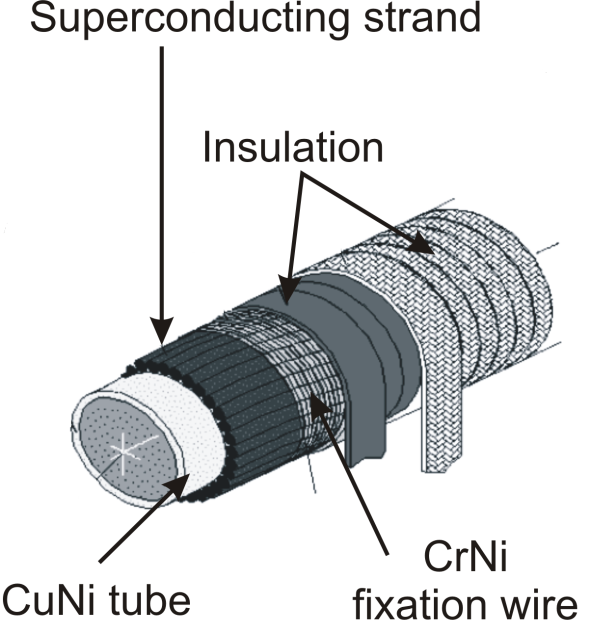 Superconducting strand
Insulation
CrNi
fixation wire
CuNi tube